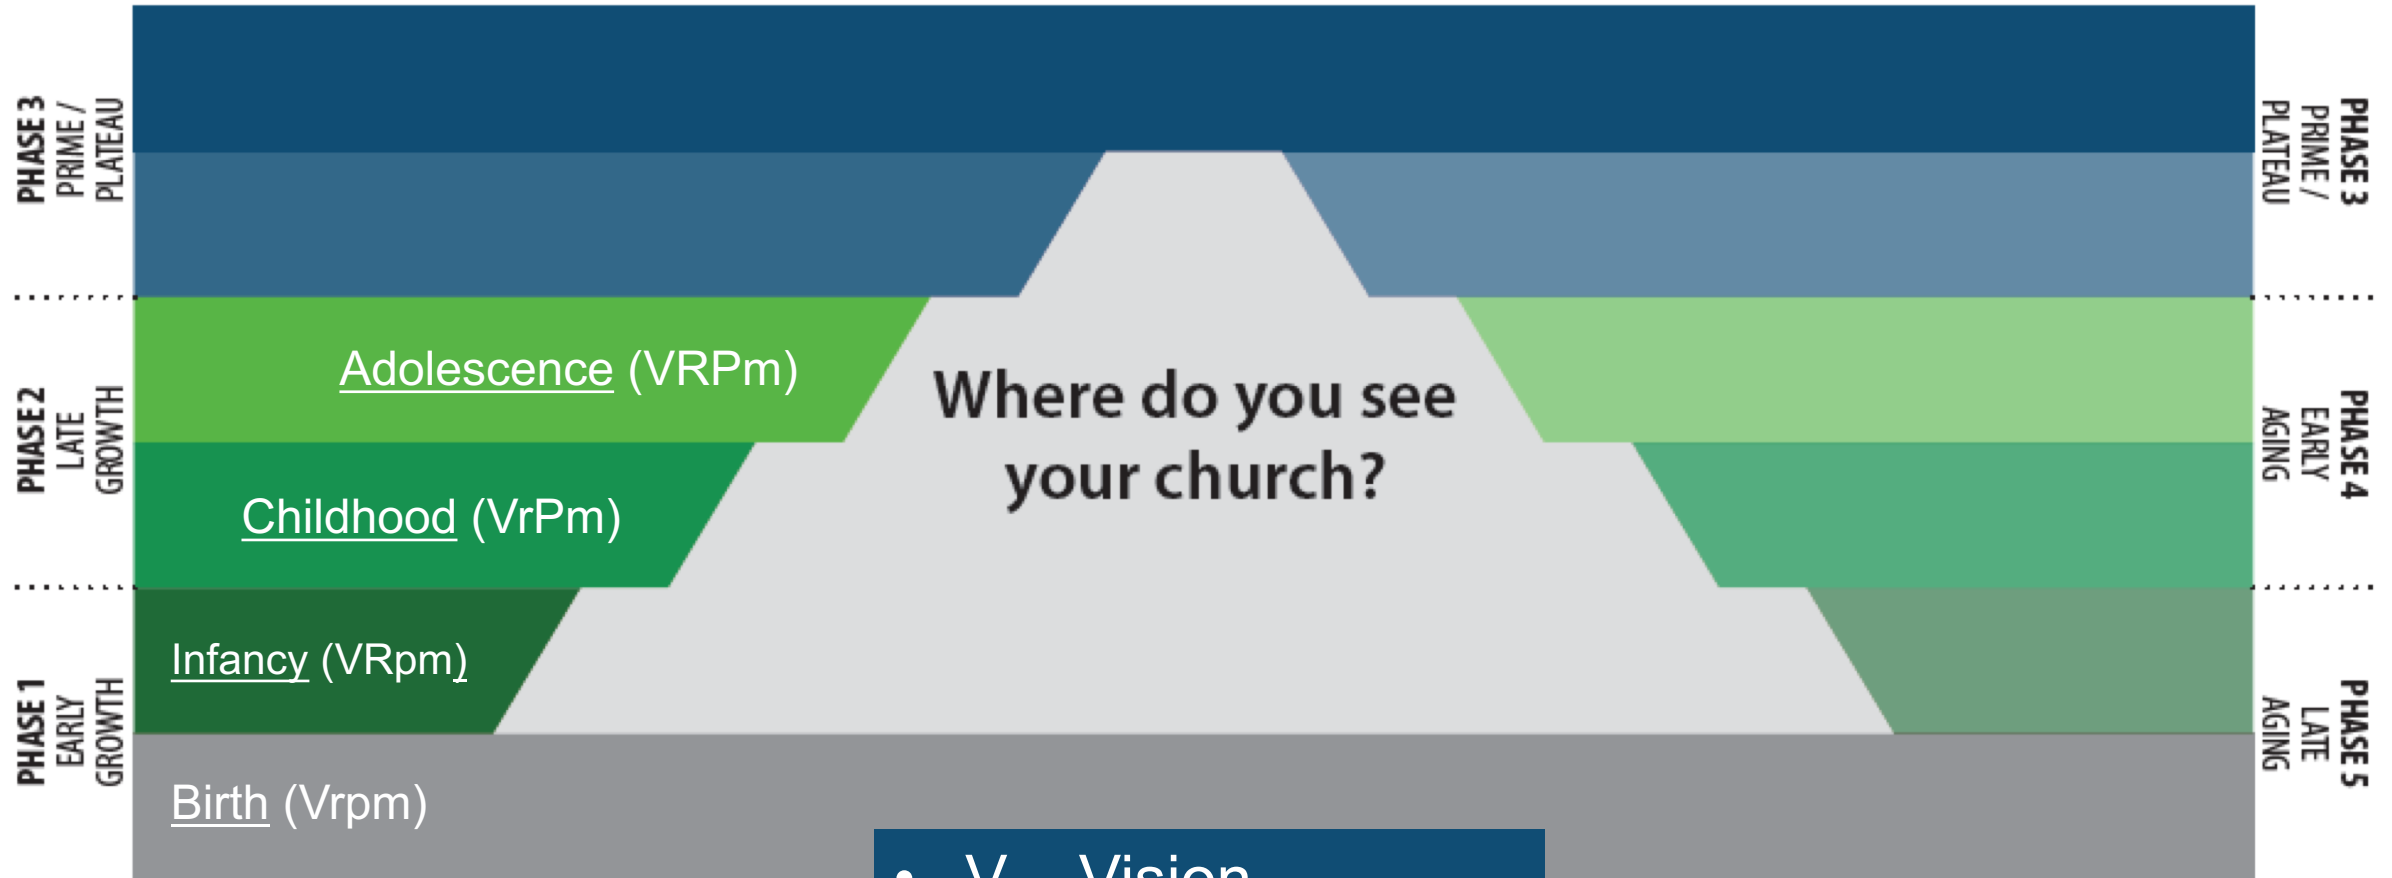 PHASE 3
PRIME /
PLATEAU
PHASE 3
PRIME /
PLATEAU
Adolescence (VRPm)
Where do you see
your church?
PHASE 2
LATE
GROWTH
PHASE 4
EARLY
AGING
Childhood (VrPm)
Infancy (VRpm)
PHASE 1
EARLY
GROWTH
PHASE 5
LATE
AGING
Birth (Vrpm)
• V – Vision